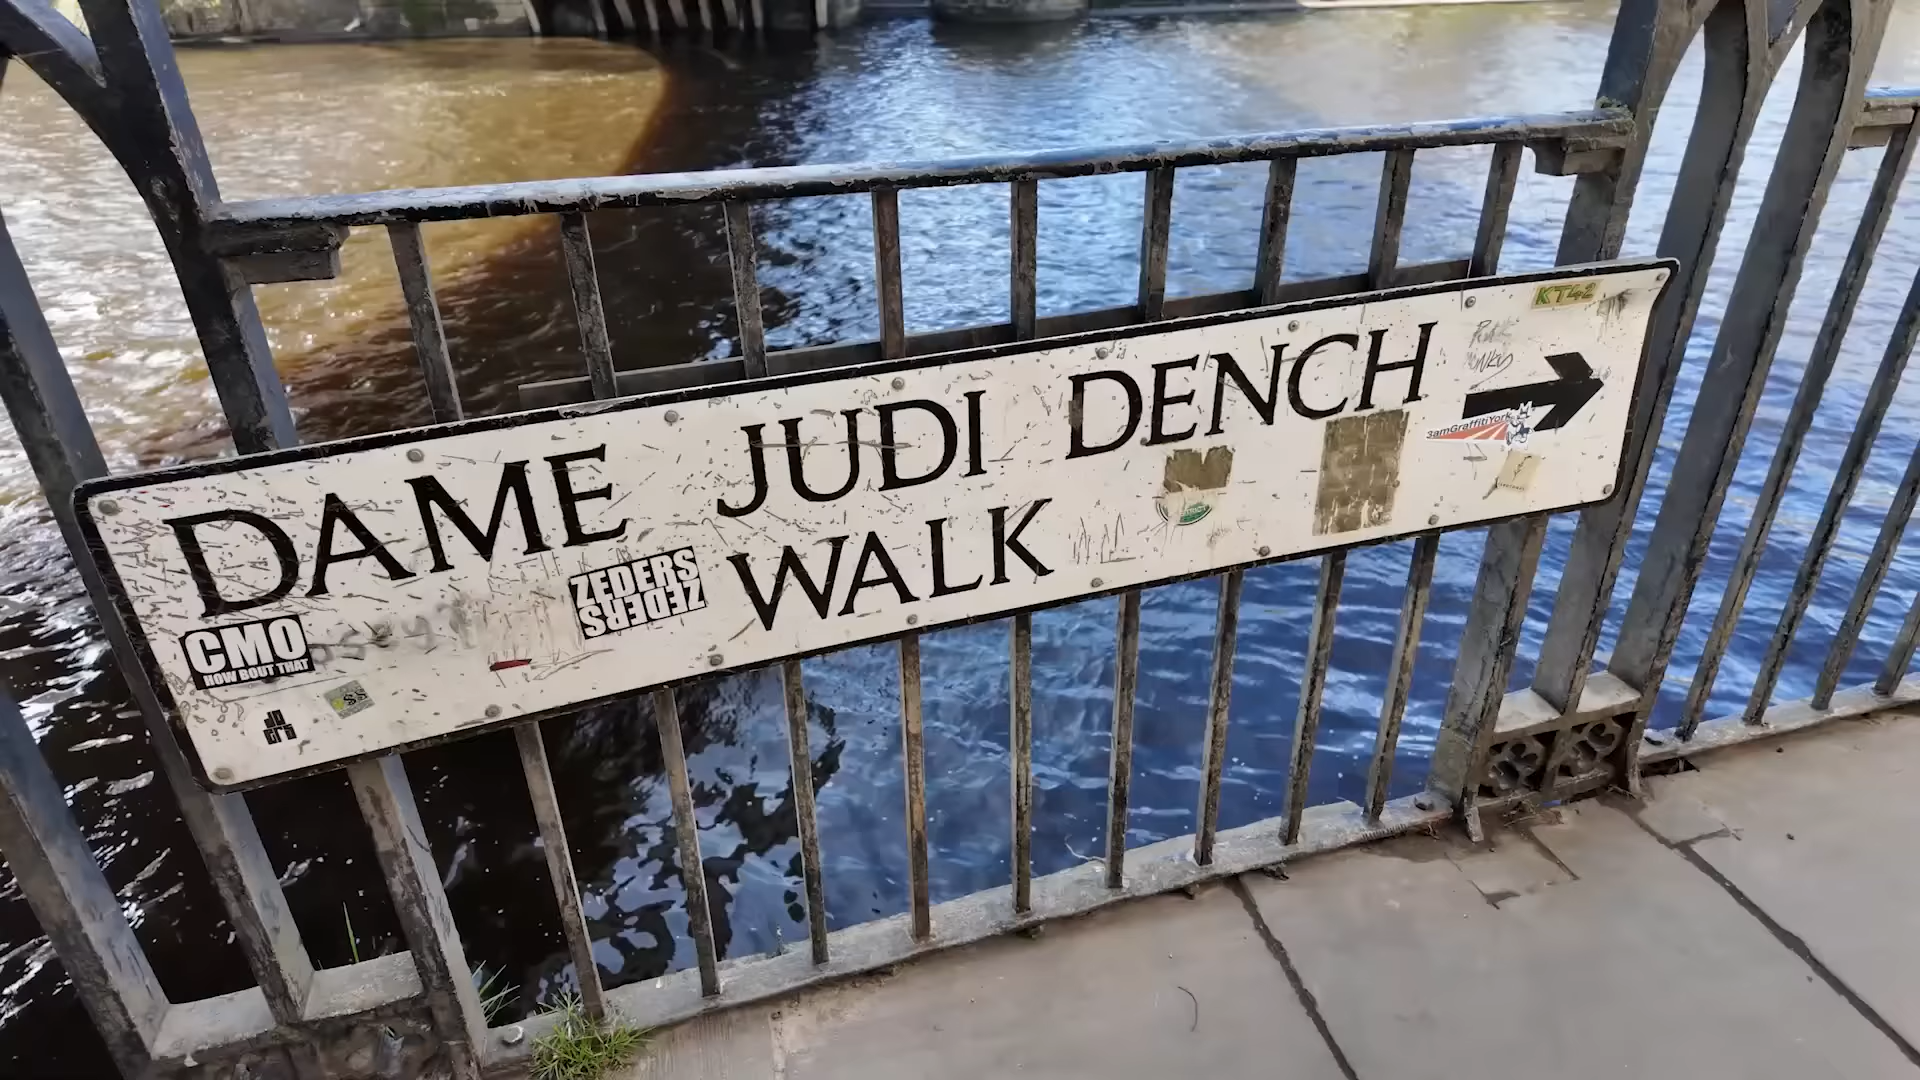 DAME JUDI DENCH
WALK
KT42
3amGraffitiYork
ZEDERS
ZEDERS
CMO
HOW BOUT THAT